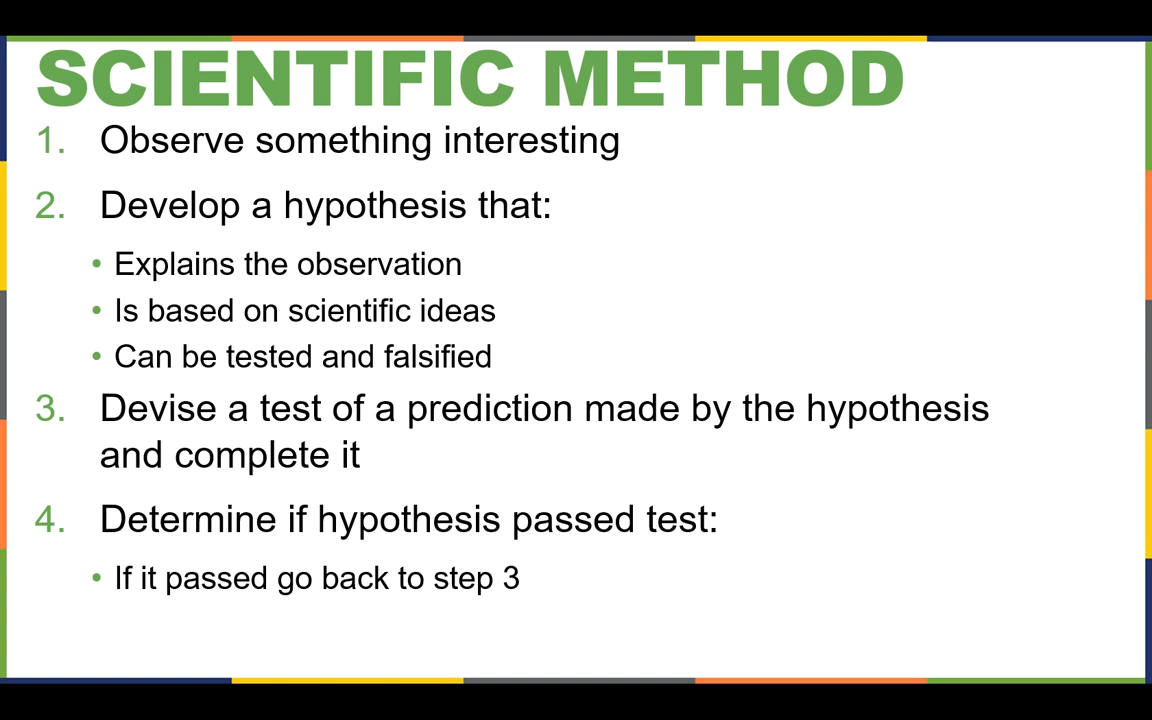 SCIENTIFIC METHOD
1. Observe something interesting
2. Develop a hypothesis that:
• Explains the observation
• Is based on scientific ideas
• Can be tested and falsified
3. Devise a test of a prediction made by the hypothesis
and complete it
4. Determine if hypothesis passed test:
• If it passed go back to step 3